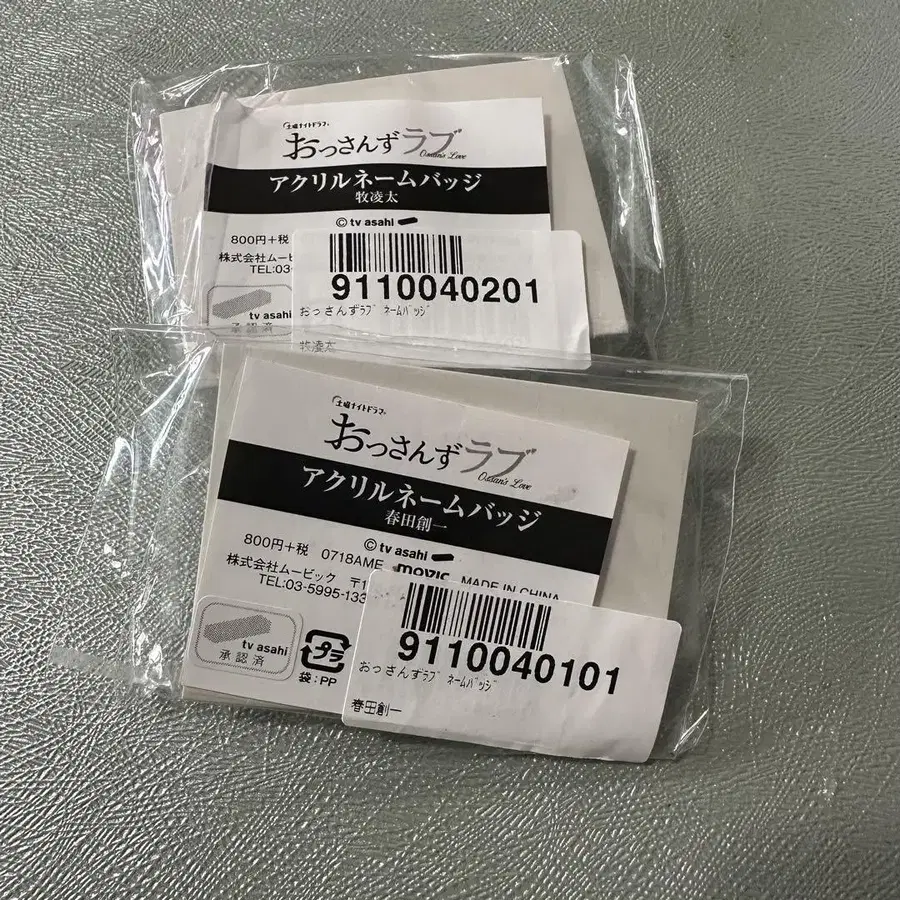 土曜ナイトドラマ
おっさんずラブ
Ossan's Love
アクリルネームバッジ
牧凌太
© tv asahi
800円+税
株式会社ムービ
TEL:03-
tv asahi
承認済
9110040201
おっさんずラブ ネームバッジ
牧凌太
土曜ナイトドラマ
おっさんずラブ
Ossan's Love
アクリルネームバッジ
春田創一
© tv asahi
800円+税 0718AME movic MADE IN CHINA
株式会社ムービック 〒1
TEL:03-5995-133
tv asahi
承認済
プラ
袋:PP
9110040101
おっさんずラブ ネームバッジ
春田創一